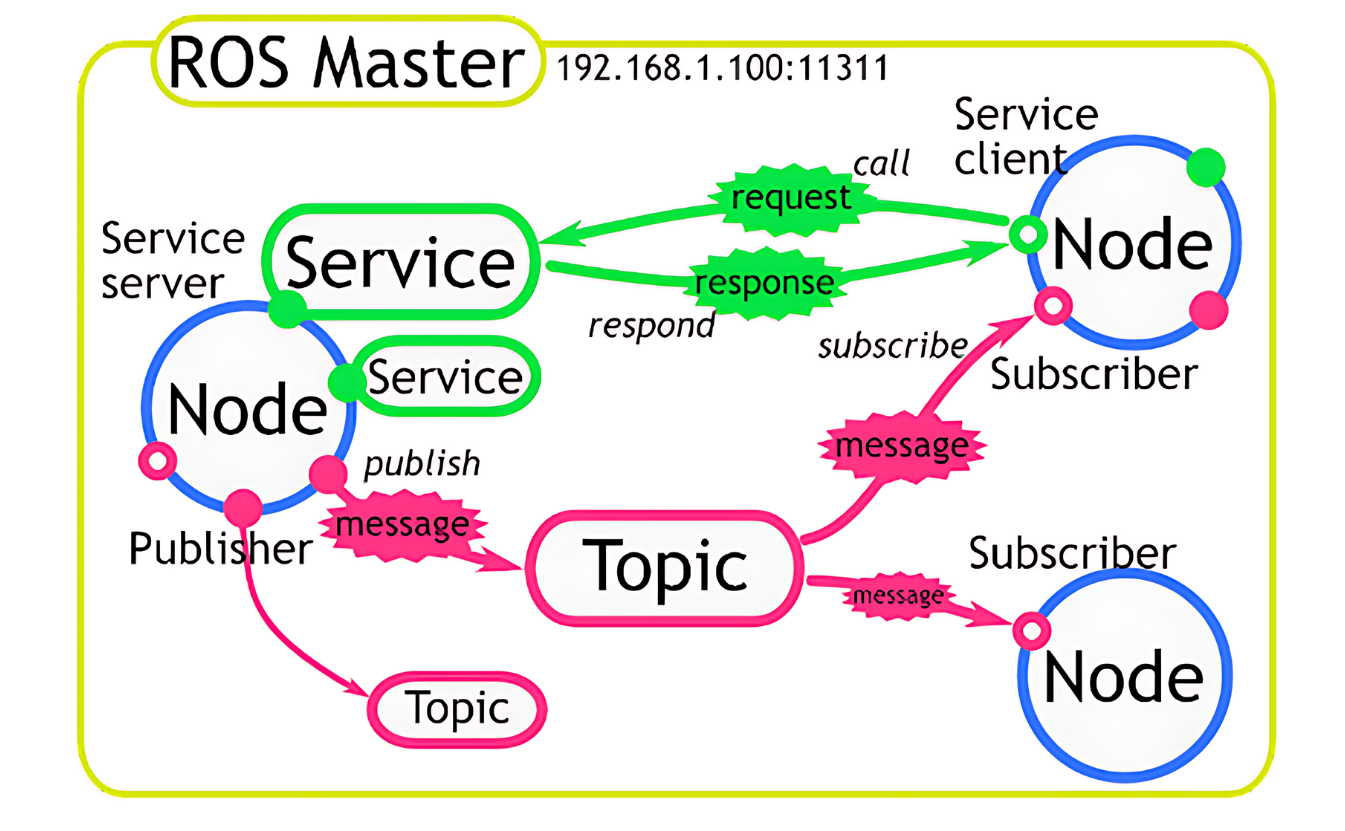 ROS Master
192.168.1.100:11311
Service
client
call
request
Node
Service
server
Service
response
respond
subscribe
Subscriber
Service
Node
message
publish
message
Publisher
Topic
Subscriber
message
Node
Topic